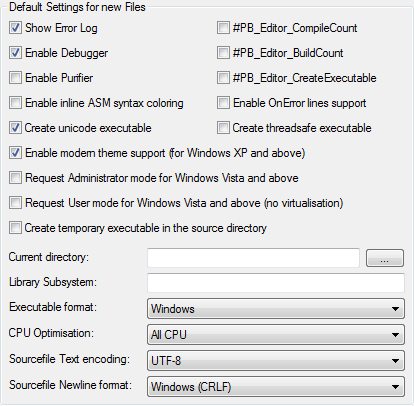 Default Settings for new Files
Show Error Log
#PB_Editor_CompileCount
Enable Debugger
#PB_Editor_BuildCount
Enable Purifier
#PB_Editor_CreateExecutable
Enable inline ASM syntax coloring
Enable OnError lines support
Create unicode executable
Create threadsafe executable
Enable modern theme support (for Windows XP and above)
Request Administrator mode for Windows Vista and above
Request User mode for Windows Vista and above (no virtualisation)
Create temporary executable in the source directory
Current directory:
...
Library Subsystem:
Executable format:
Windows
CPU Optimisation:
All CPU
Sourcefile Text encoding:
UTF-8
Sourcefile Newline format:
Windows (CRLF)